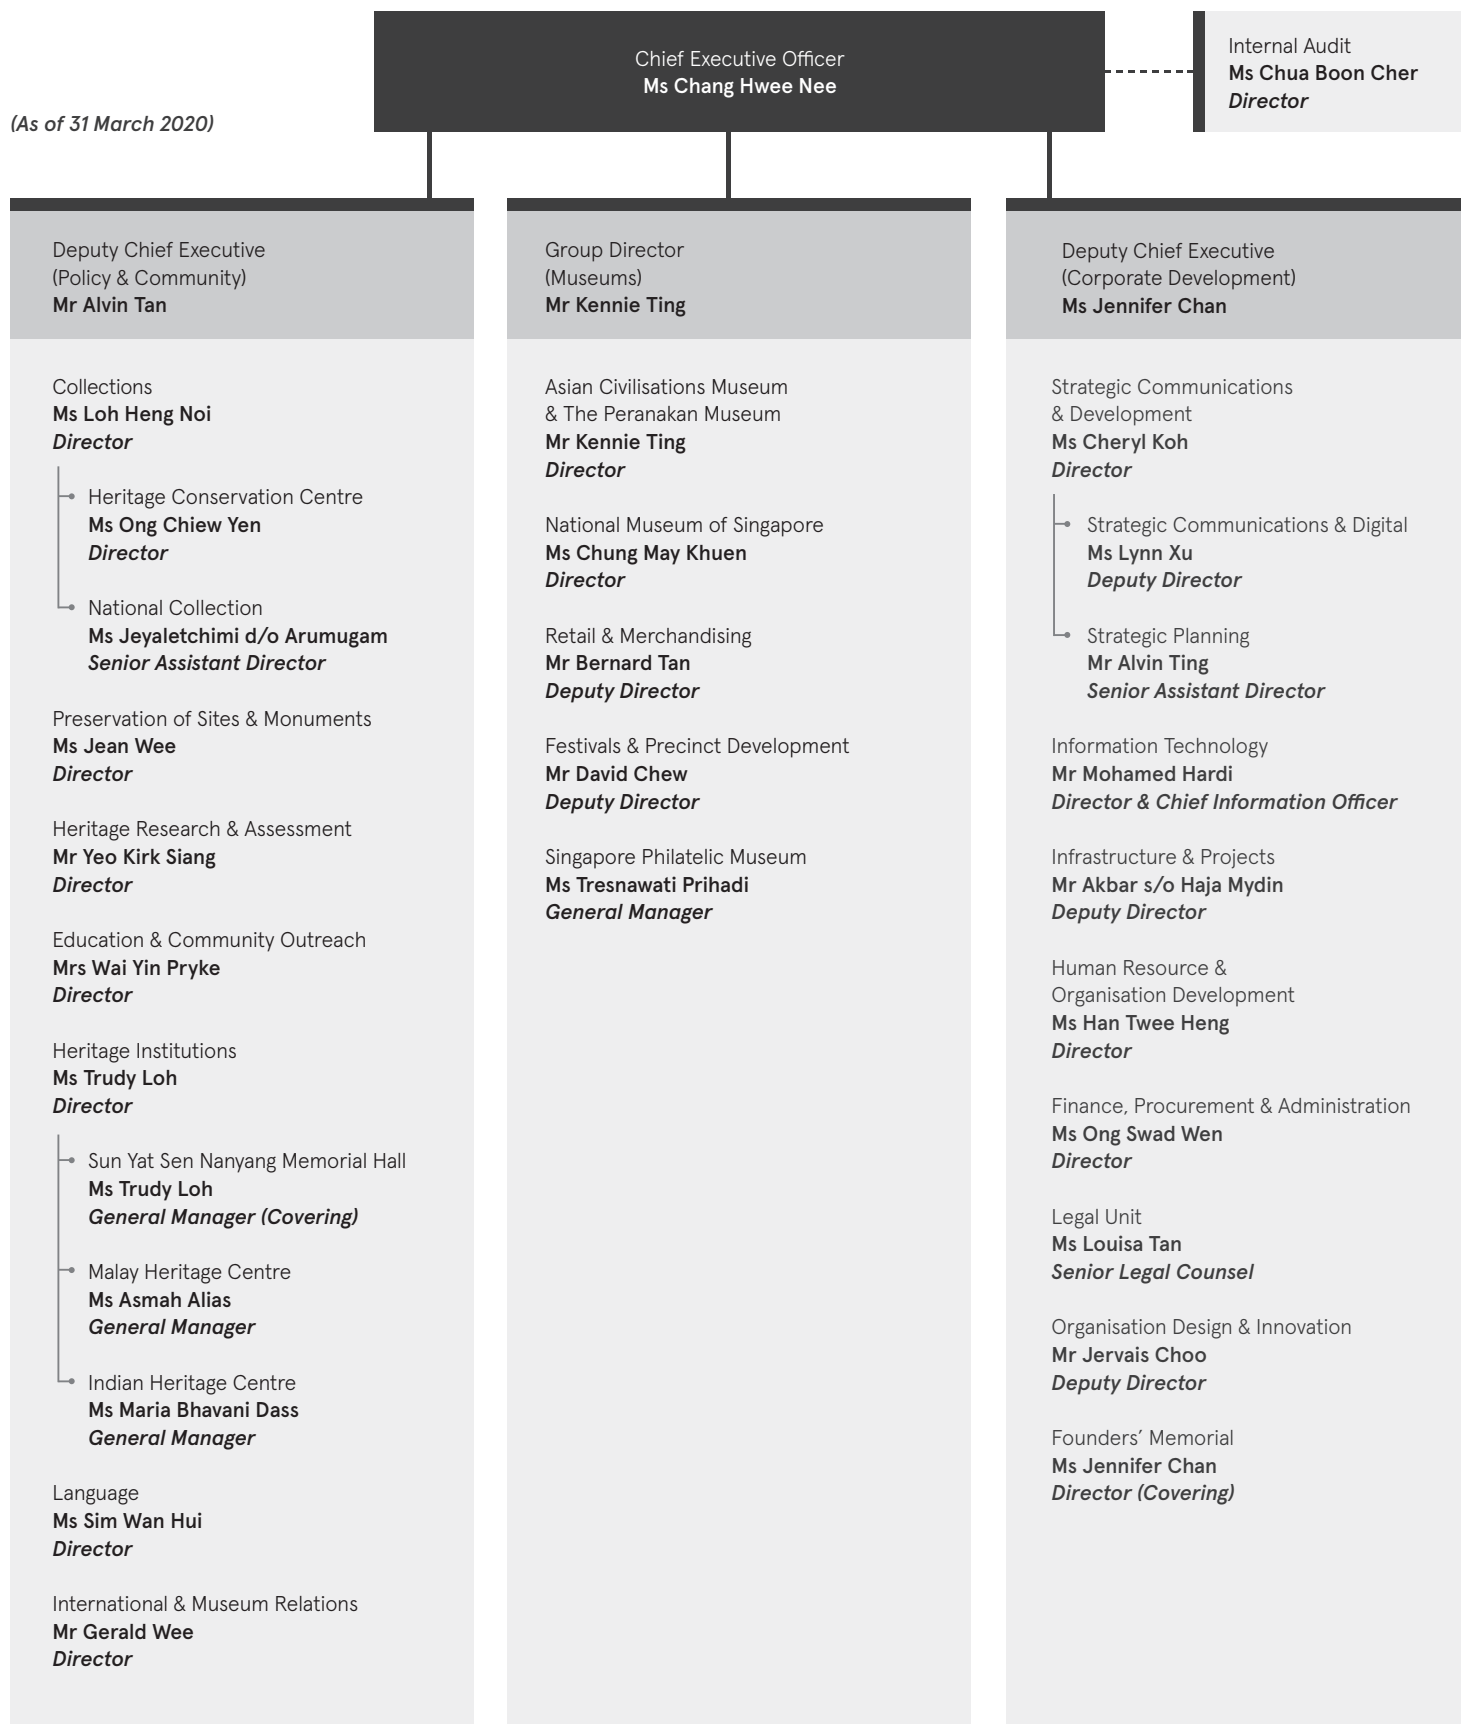 Chief Executive Officer
Ms Chang Hwee Nee
Internal Audit
Ms Chua Boon Cher
Director
(As of 31 March 2020)
Deputy Chief Executive
(Policy & Community)
Mr Alvin Tan
Collections
Ms Loh Heng Noi
Director
Heritage Conservation Centre
Ms Ong Chiew Yen
Director
National Collection
Ms Jeyaletchimi d/o Arumugam
Senior Assistant Director
Preservation of Sites & Monuments
Ms Jean Wee
Director
Heritage Research & Assessment
Mr Yeo Kirk Siang
Director
Education & Community Outreach
Mrs Wai Yin Pryke
Director
Heritage Institutions
Ms Trudy Loh
Director
Sun Yat Sen Nanyang Memorial Hall
Ms Trudy Loh
General Manager (Covering)
Malay Heritage Centre
Ms Asmah Alias
General Manager
Indian Heritage Centre
Ms Maria Bhavani Dass
General Manager
Language
Ms Sim Wan Hui
Director
International & Museum Relations
Mr Gerald Wee
Director
Group Director
(Museums)
Mr Kennie Ting
Asian Civilisations Museum
& The Peranakan Museum
Mr Kennie Ting
Director
National Museum of Singapore
Ms Chung May Khuen
Director
Retail & Merchandising
Mr Bernard Tan
Deputy Director
Festivals & Precinct Development
Mr David Chew
Deputy Director
Singapore Philatelic Museum
Ms Tresnawati Prihadi
General Manager
Deputy Chief Executive
(Corporate Development)
Ms Jennifer Chan
Strategic Communications
& Development
Ms Cheryl Koh
Director
Strategic Communications & Digital
Ms Lynn Xu
Deputy Director
Strategic Planning
Mr Alvin Ting
Senior Assistant Director
Information Technology
Mr Mohamed Hardi
Director & Chief Information Officer
Infrastructure & Projects
Mr Akbar s/o Haja Mydin
Deputy Director
Human Resource &
Organisation Development
Ms Han Twee Heng
Director
Finance, Procurement & Administration
Ms Ong Swad Wen
Director
Legal Unit
Ms Louisa Tan
Senior Legal Counsel
Organisation Design & Innovation
Mr Jervais Choo
Deputy Director
Founders’ Memorial
Ms Jennifer Chan
Director (Covering)